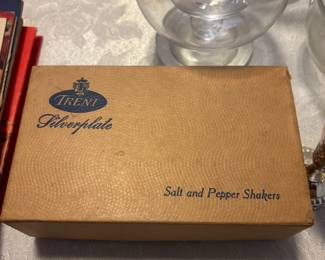 TRENT
Silverplate
Salt and Pepper Shakers